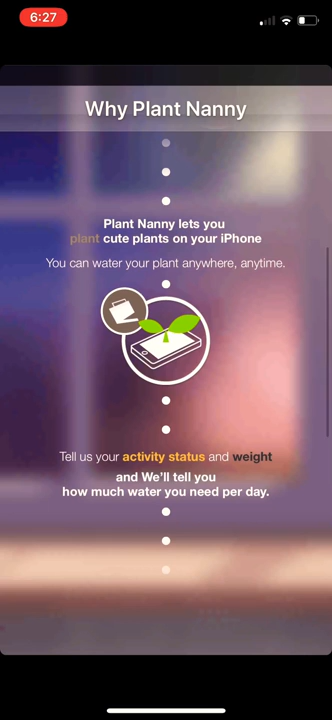 6:27
Why Plant Nanny
Plant Nanny lets you
plant cute plants on your iPhone
You can water your plant anywhere, anytime.
Tell us your activity status and weight
and We'll tell you
how much water you need per day.